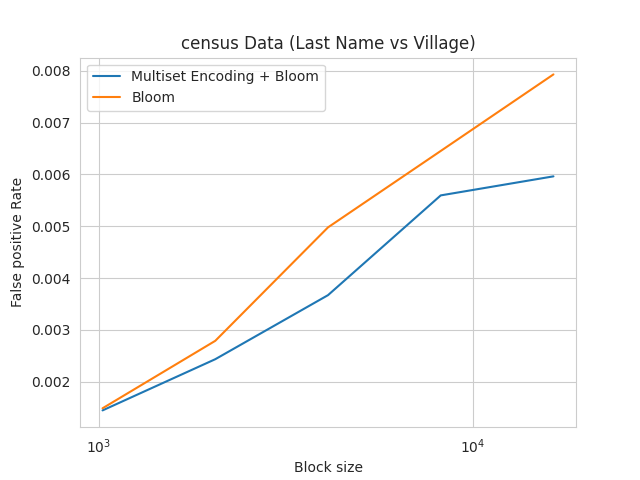 census Data (Last Name vs Village)
Multiset Encoding + Bloom
Bloom
0.008
0.007
0.006
0.005
0.004
0.003
0.002
False positive Rate
10³
10⁴
Block size